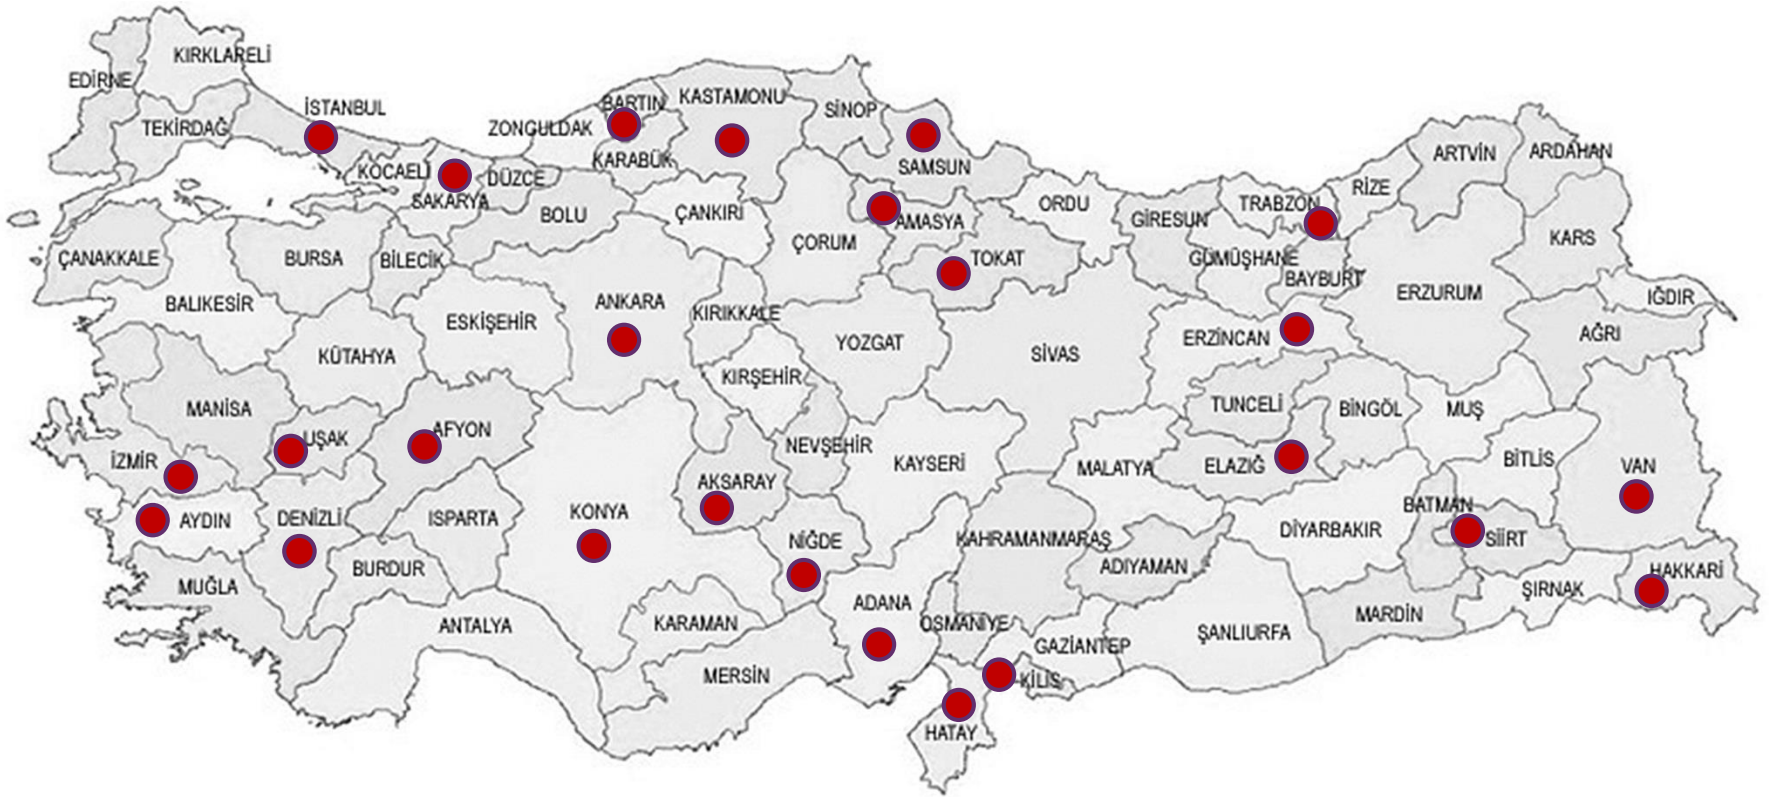 KIRKLARELİ
EDİRNE
TEKİRDAĞ
İSTANBUL
KOCAELİ
SAKARYA
DÜZCE
ZONGULDAK
BARTIN
KARABÜK
KASTAMONU
SİNOP
SAMSUN
AMASYA
TOKAT
ORDU
GİRESUN
TRABZON
RİZE
ARTVİN
ARDAHAN
KARS
IĞDIR
AĞRI
ERZURUM
BAYBURT
GÜMÜŞHANE
ERZİNCAN
SİVAS
YOZGAT
ÇORUM
ÇANKIRI
BOLU
BİLECİK
BURSA
ÇANAKKALE
BALIKESİR
KÜTAHYA
ESKİŞEHİR
ANKARA
KIRIKKALE
KIRŞEHİR
NEVŞEHİR
KAYSERİ
MALATYA
TUNCELİ
ELAZIĞ
BİNGÖL
MUŞ
BİTLİS
VAN
HAKKARİ
ŞIRNAK
SİİRT
BATMAN
DİYARBAKIR
MARDİN
ŞANLIURFA
ADIYAMAN
KAHRAMANMARAŞ
GAZİANTEP
KİLİS
HATAY
OSMANİYE
ADANA
NİĞDE
AKSARAY
KONYA
KARAMAN
MERSİN
ANTALYA
ISPARTA
BURDUR
AFYON
UŞAK
MANİSA
İZMİR
AYDIN
DENİZLİ
MUĞLA